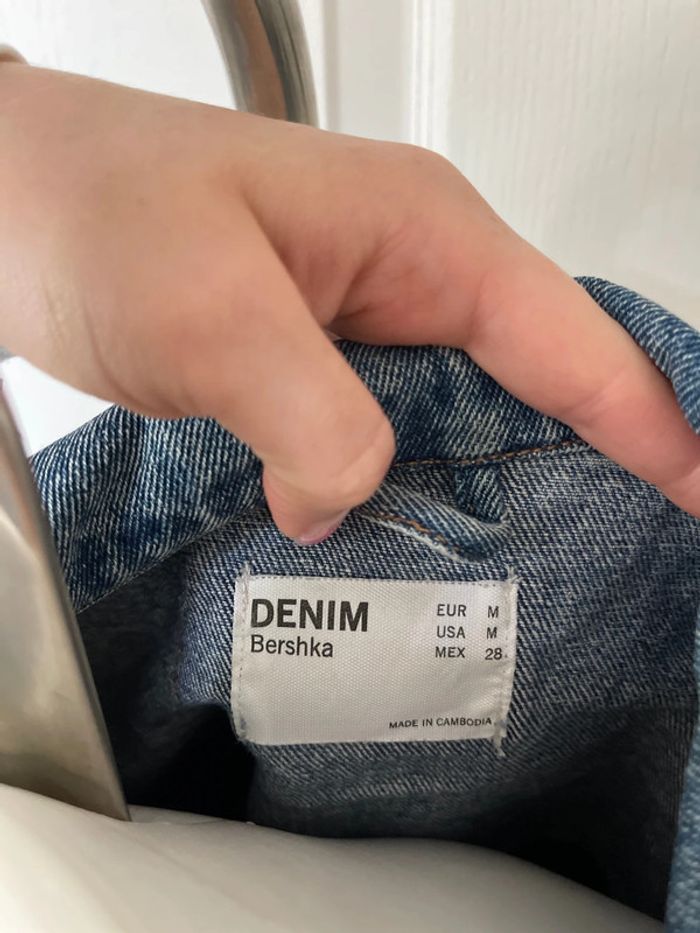 DENIM
Bershka
EUR M
USA M
MEX 28
MADE IN CAMBODIA